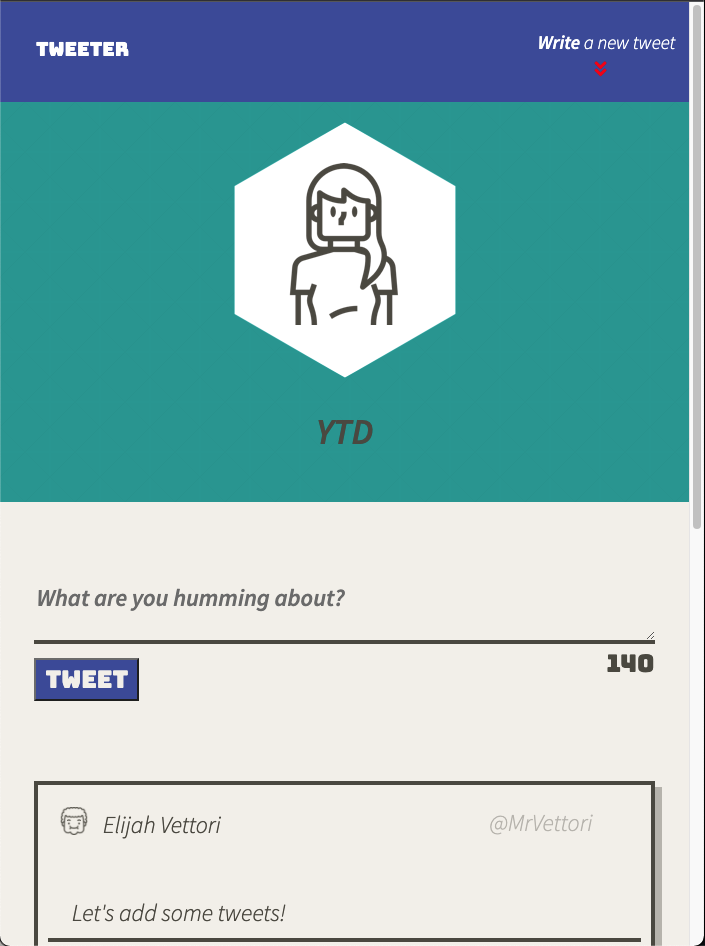 TWEETER
Write a new tweet
YTD
What are you humming about?
TWEET
140
Elijah Vettori
@MrVettori
Let's add some tweets!